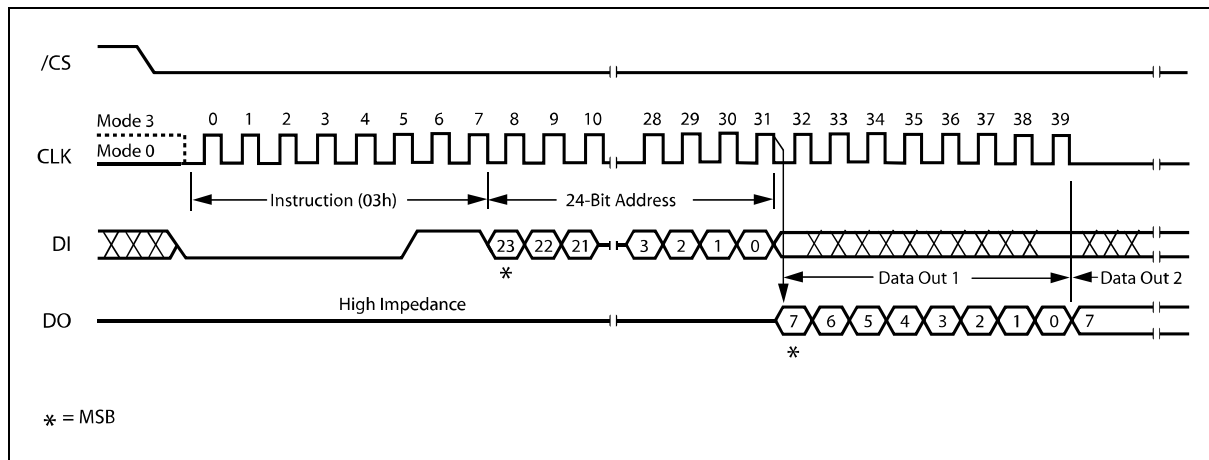 /CS
Mode 3
0 1 2 3 4 5 6 7 8 9 10 28 29 30 31 32 33 34 35 36 37 38 39
CLK
Mode 0
Instruction (03h) 24-Bit Address
DI
23 22 21 3 2 1 0
*
Data Out 1 Data Out 2
High Impedance
DO
7 6 5 4 3 2 1 0 7
*
* = MSB